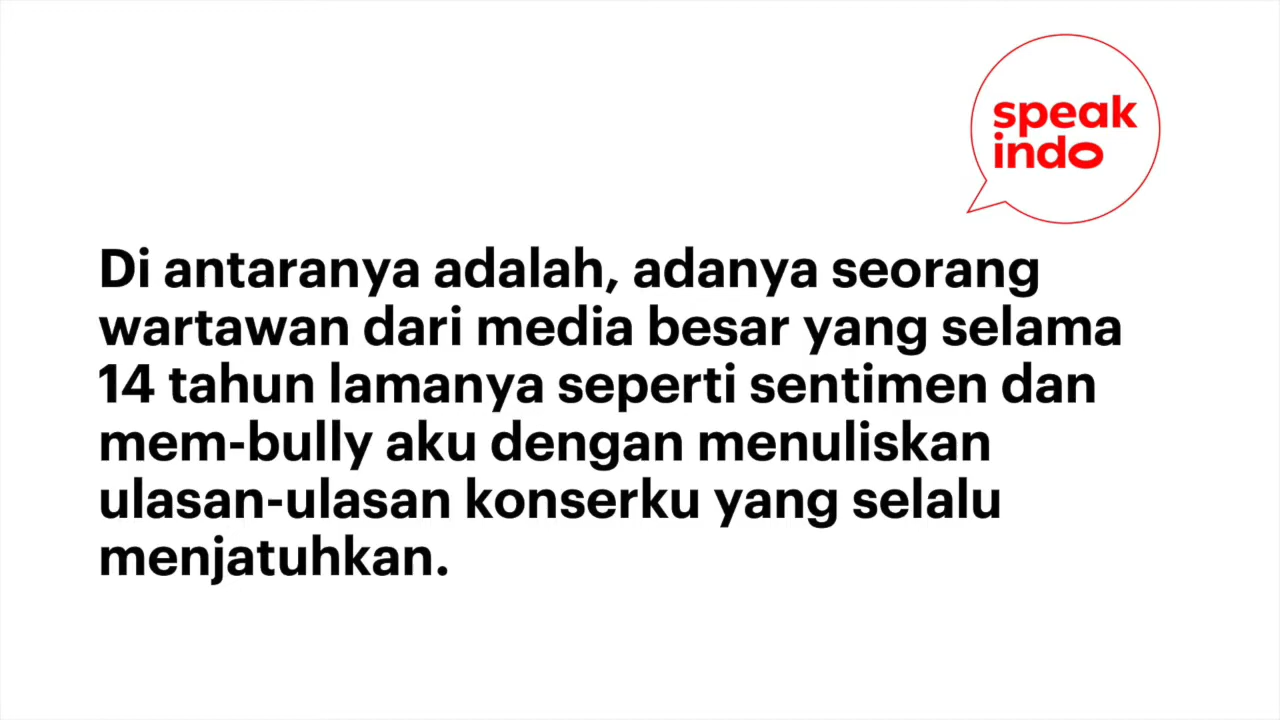 speak
indo
Di antaranya adalah, adanya seorang
wartawan dari media besar yang selama
14 tahun lamanya seperti sentimen dan
mem-bully aku dengan menuliskan
ulasan-ulasan konserku yang selalu
menjatuhkan.